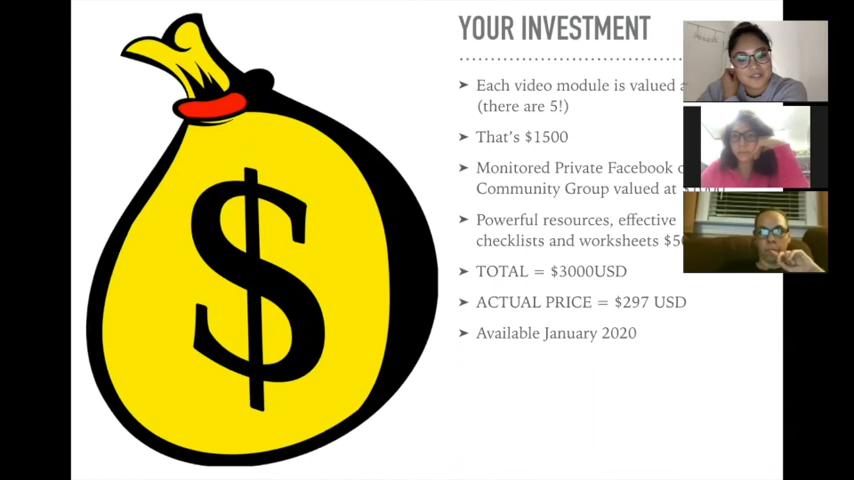 YOUR INVESTMENT
➤ Each video module is valued
(there are 5!)
➤ That's $1500
➤ Monitored Private Facebook
Community Group valued at
➤ Powerful resources, effective
checklists and worksheets
➤ TOTAL = $3000USD
➤ ACTUAL PRICE = $297 USD
➤ Available January 2020
$